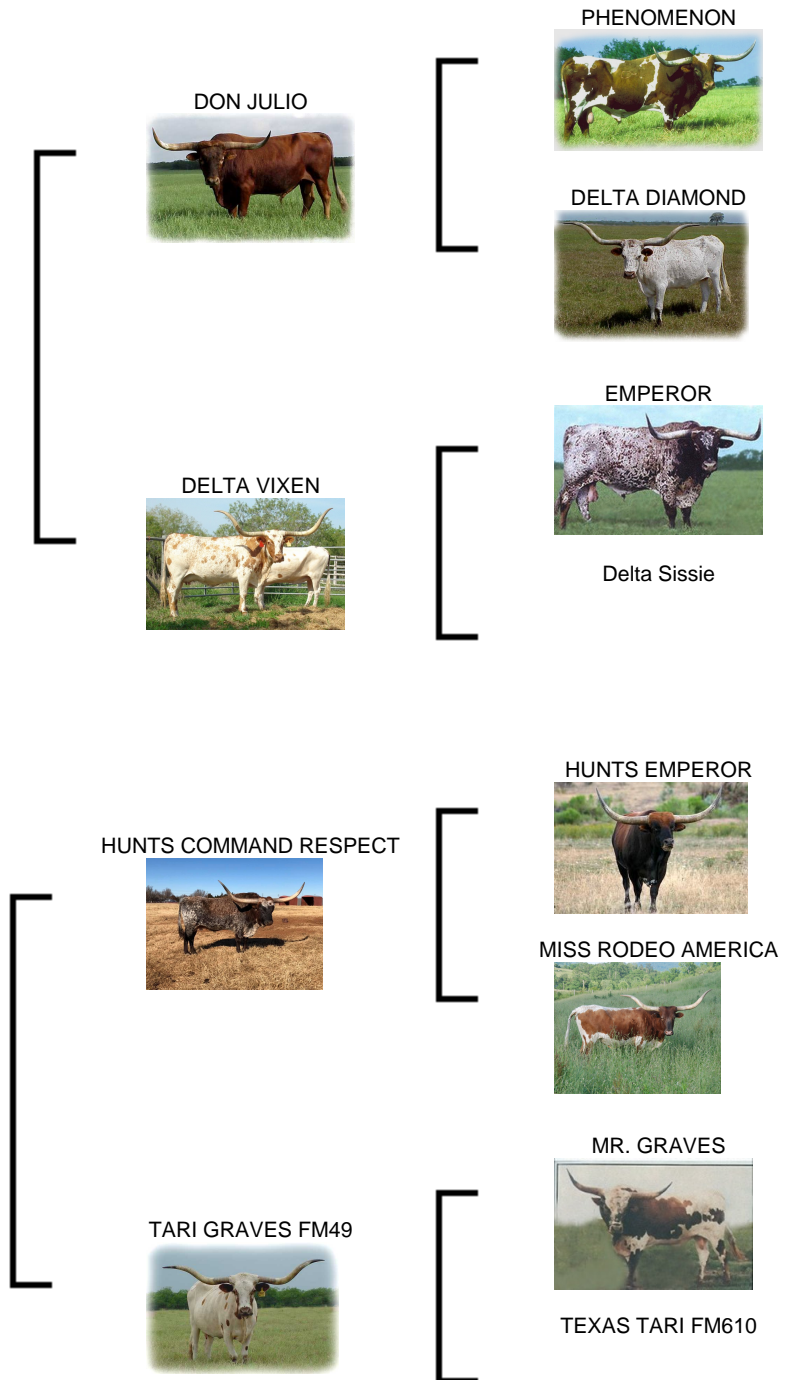 PHENOMENON
DON JULIO
DELTA DIAMOND
EMPEROR
DELTA VIXEN
Delta Sissie
HUNTS EMPEROR
HUNTS COMMAND RESPECT
MISS RODEO AMERICA
MR. GRAVES
TARI GRAVES FM49
TEXAS TARI FM610